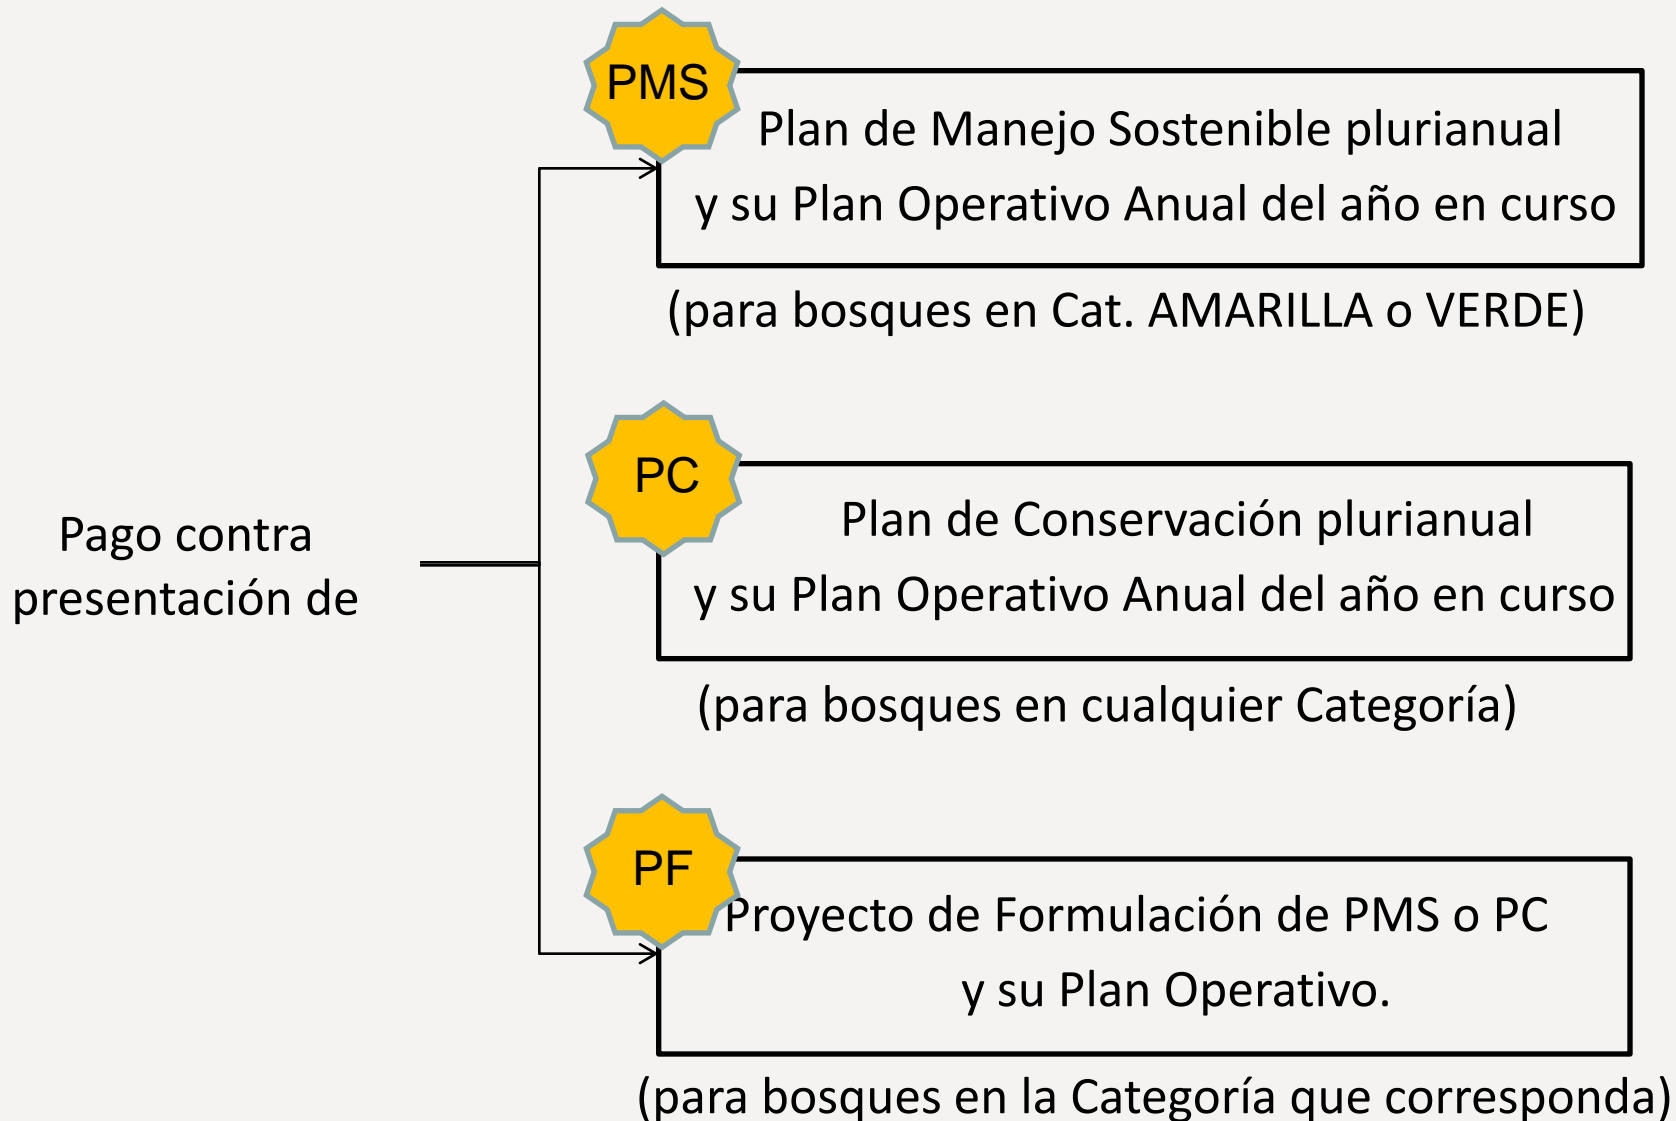 Pago contra
presentación de
PMS
Plan de Manejo Sostenible plurianual
y su Plan Operativo Anual del año en curso
(para bosques en Cat. AMARILLA o VERDE)
PC
Plan de Conservación plurianual
y su Plan Operativo Anual del año en curso
(para bosques en cualquier Categoría)
PF
Proyecto de Formulación de PMS o PC
y su Plan Operativo.
(para bosques en la Categoría que corresponda)